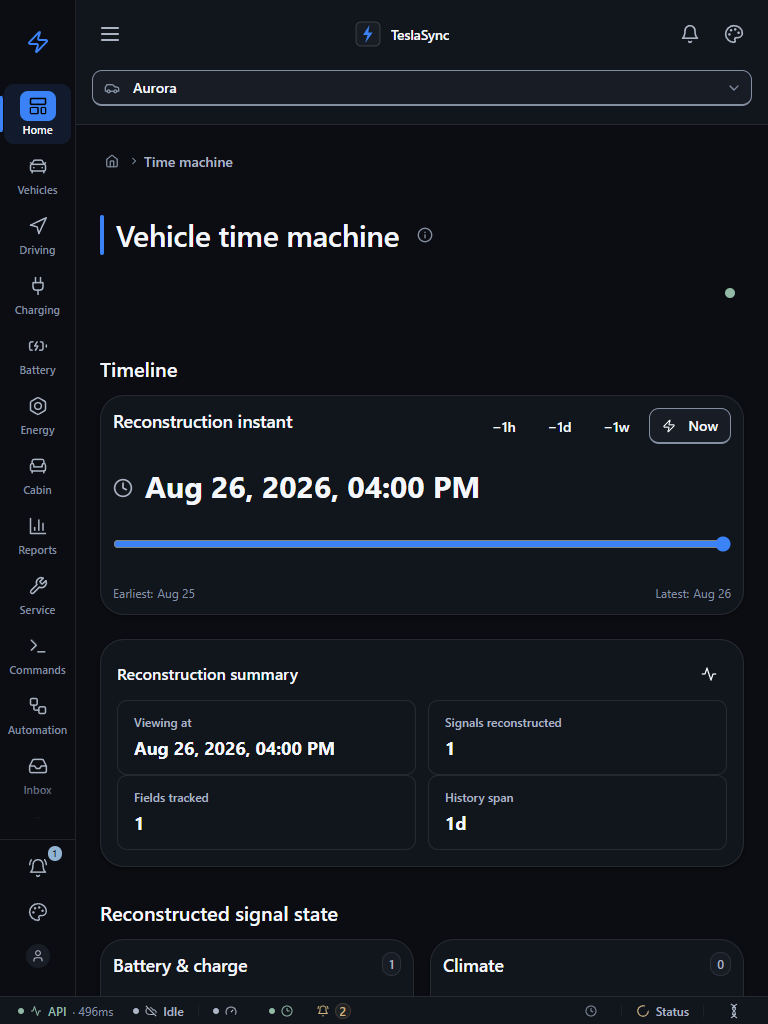 TeslaSync
Aurora
Home
Vehicles
Driving
Charging
Battery
Energy
Cabin
Reports
Service
Commands
Automation
Inbox
1
Time machine
Vehicle time machine
Timeline
Reconstruction instant
−1h −1d −1w Now
Aug 26, 2026, 04:00 PM
Earliest: Aug 25 Latest: Aug 26
Reconstruction summary
Viewing at
Aug 26, 2026, 04:00 PM
Signals reconstructed
1
Fields tracked
1
History span
1d
Reconstructed signal state
Battery & charge 1
Climate 0
API · 496ms Idle 2 Status